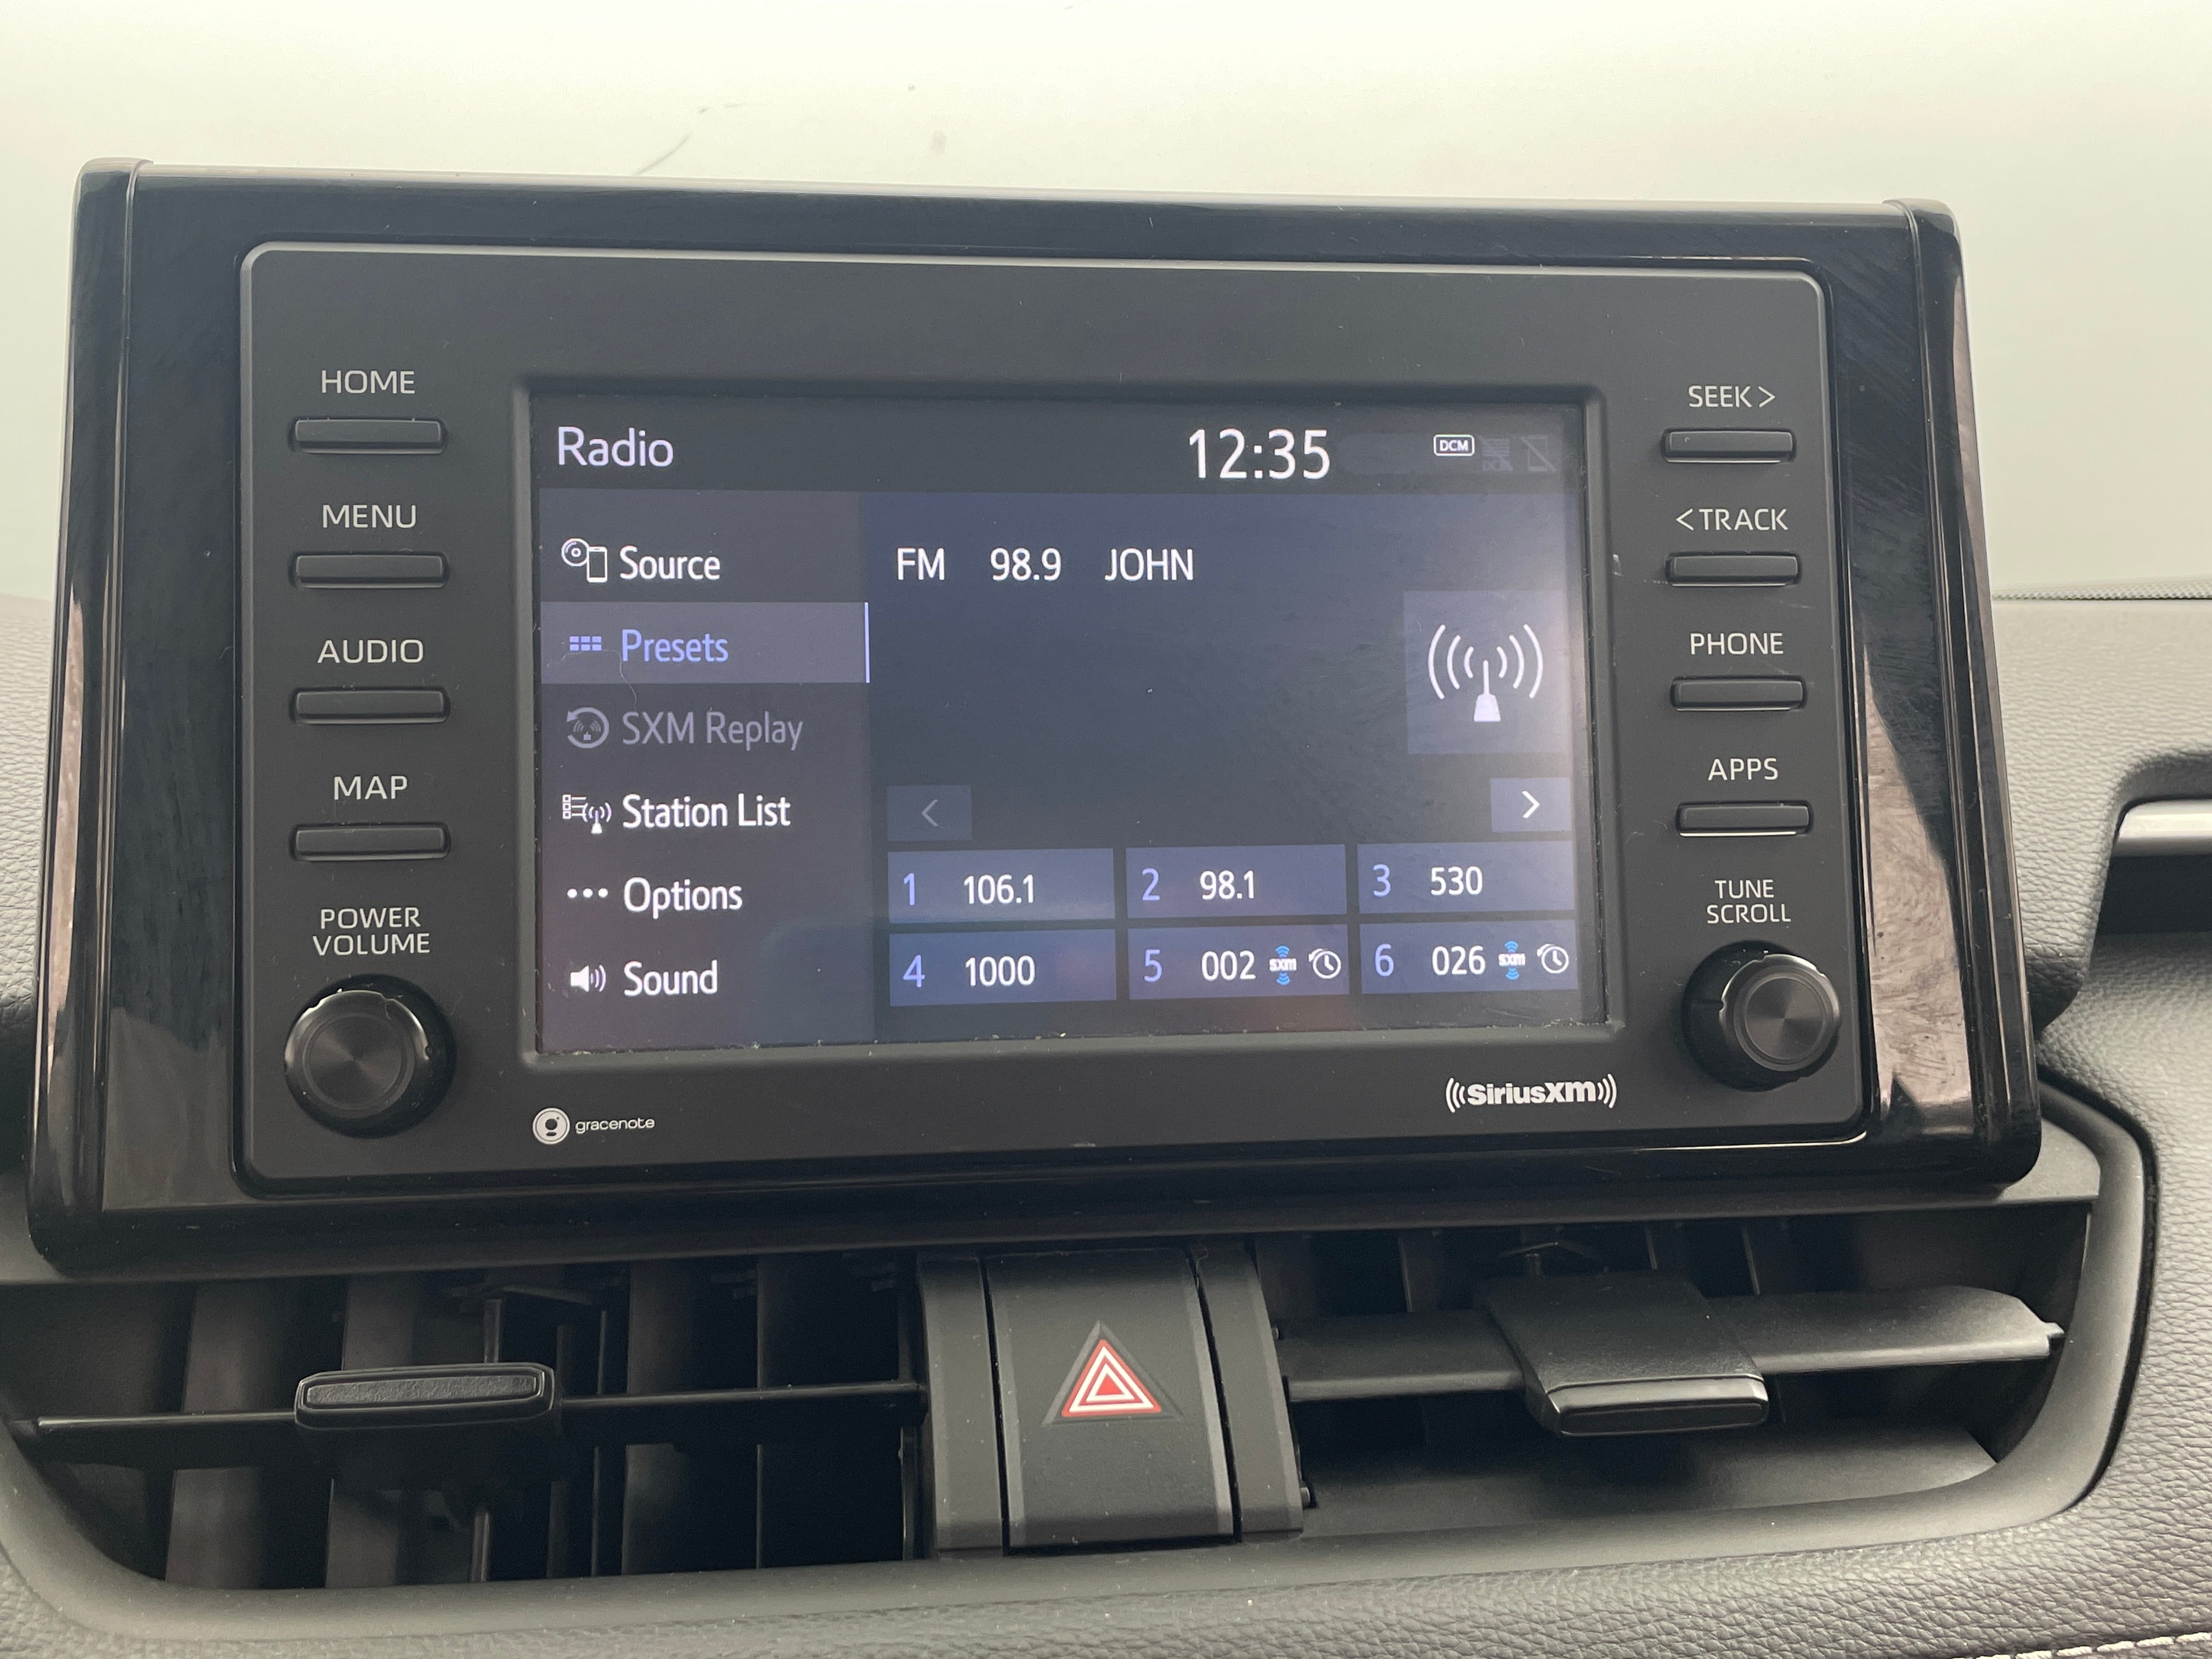 HOME
MENU
AUDIO
MAP
POWER
VOLUME
Radio
12:35
DCM
Source
Presets
SXM Replay
Station List
Options
Sound
FM 98.9 JOHN
<
>
1 106.1
2 98.1
3 530
4 1000
5 002 sxm
6 026 sxm
SEEK >
< TRACK
PHONE
APPS
TUNE
SCROLL
gracenote
((SiriusXM))